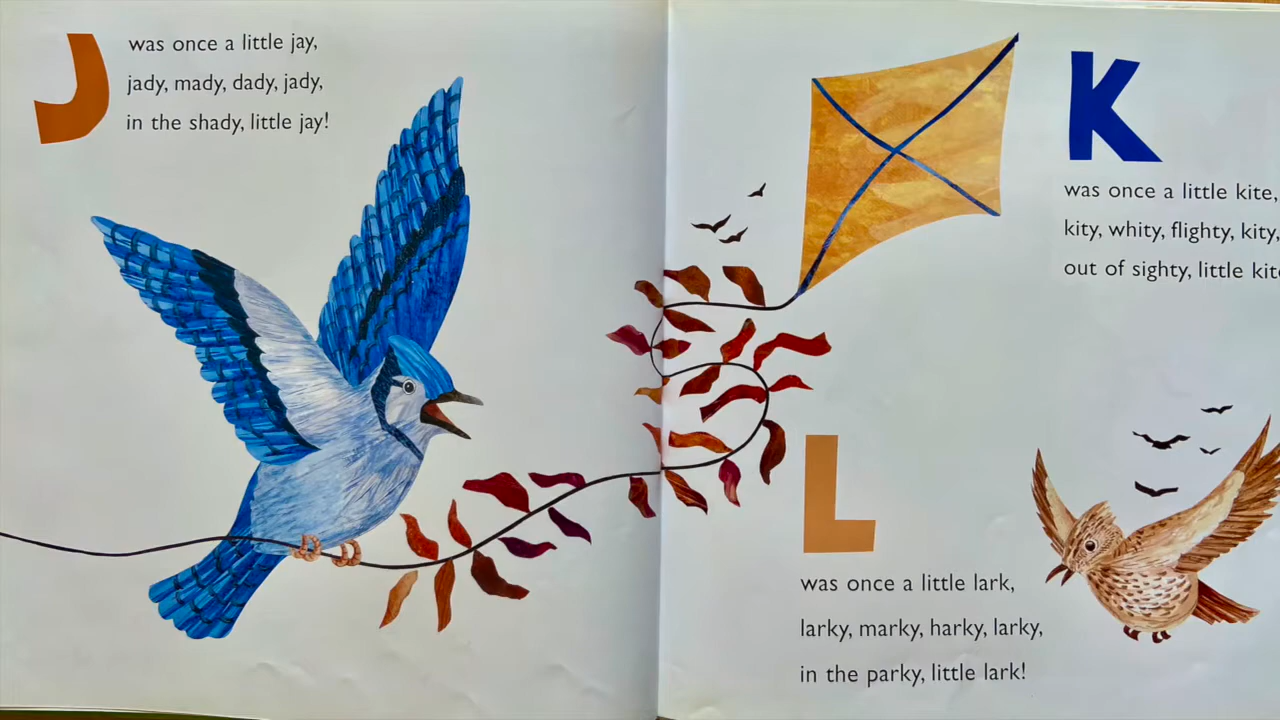 J was once a little jay,
jady, mady, dady, jady,
in the shady, little jay!
K
was once a little kite,
kity, whity, flighty, kity,
out of sighty, little
L
was once a little lark,
larky, marky, harky, larky,
in the parky, little lark!